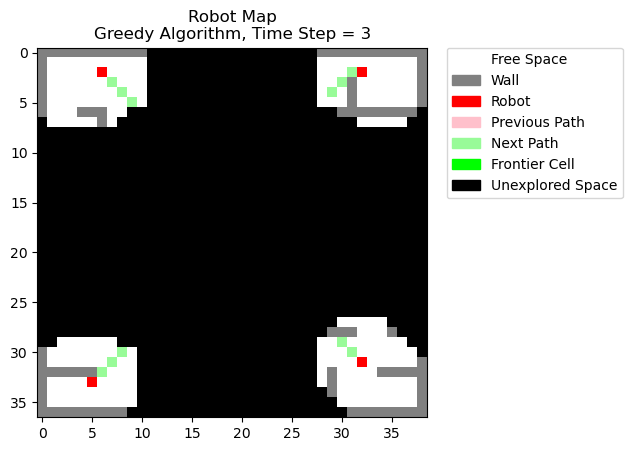 Robot Map
Greedy Algorithm, Time Step = 3
0
5
10
15
20
25
30
35
0
5
10
15
20
25
30
35
Free Space
Wall
Robot
Previous Path
Next Path
Frontier Cell
Unexplored Space